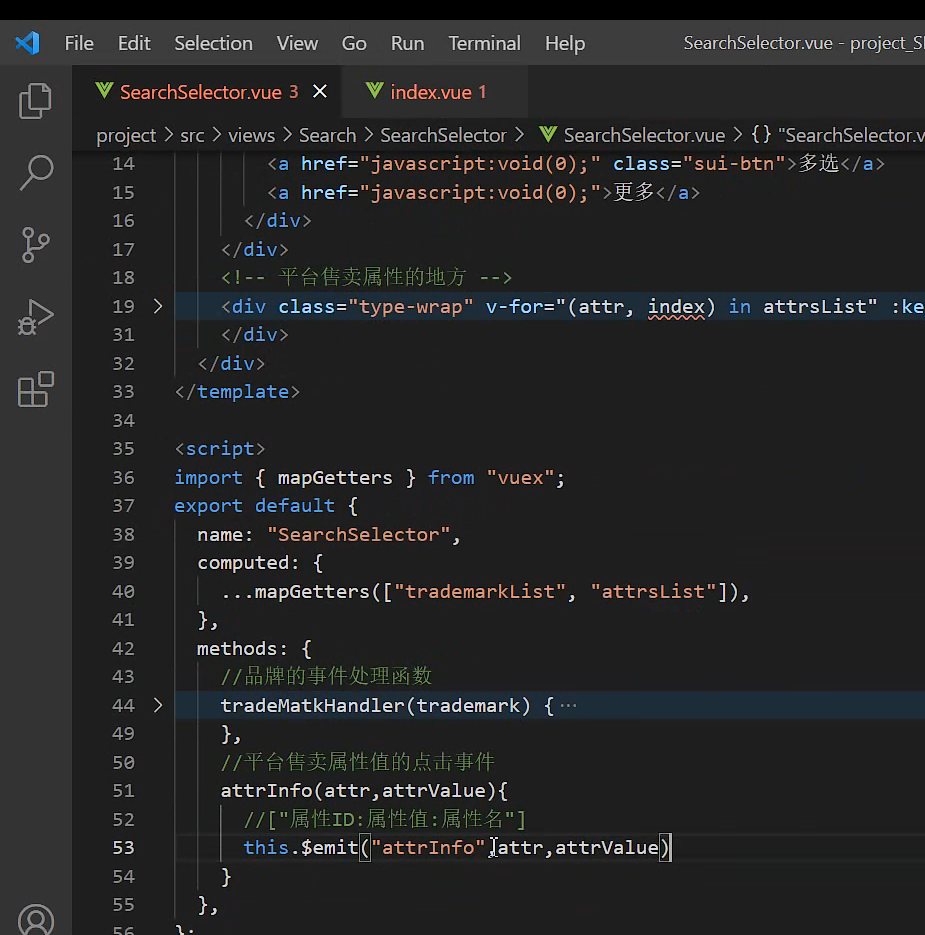 File Edit Selection View Go Run Terminal Help SearchSelector.vue - project_S
SearchSelector.vue 3 index.vue 1
project > src > views > Search > SearchSelector > SearchSelector.vue > {} "SearchSelector.v
14 <a href="javascript:void(0);" class="sui-btn">多选</a>
15 <a href="javascript:void(0);">更多</a>
16 </div>
17 </div>
18 <!-- 平台售卖属性的地方 -->
19 <div class="type-wrap" v-for="(attr, index) in attrsList" :ke
31 </div>
32 </div>
33 </template>
34
35 <script>
36 import { mapGetters } from "vuex";
37 export default {
38 name: "SearchSelector",
39 computed: {
40 ...mapGetters(["trademarkList", "attrsList"]),
41 },
42 methods: {
43 //品牌的事件处理函数
44 tradeMatkHandler(trademark) {···
49 },
50 //平台售卖属性值的点击事件
51 attrInfo(attr,attrValue){
52 //["属性ID:属性值:属性名"]
53 this.$emit("attrInfo",attr,attrValue)
54 }
55 },
56 };